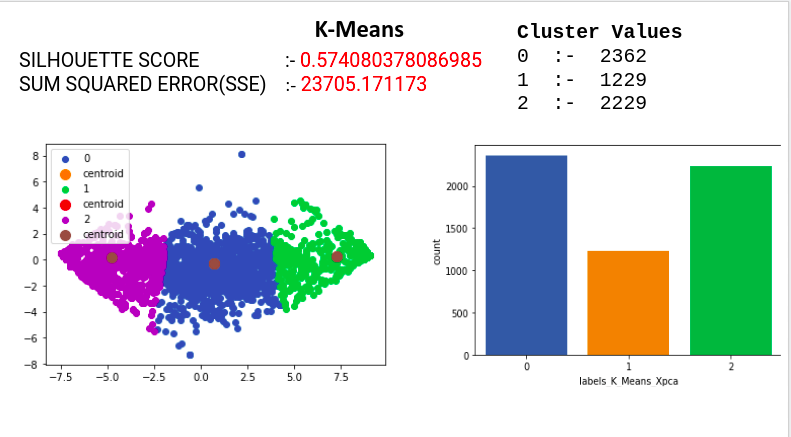 K-Means
SILHOUETTE SCORE :- 0.574080378086985
SUM SQUARED ERROR(SSE) :- 23705.171173
Cluster Values
0 :- 2362
1 :- 1229
2 :- 2229
0
centroid
1
centroid
2
centroid
8
6
4
2
0
−2
−4
−6
−8
−7.5 −5.0 −2.5 0.0 2.5 5.0 7.5
count
2000
1500
1000
500
0
0 1 2
labels_K_Means_Xpca